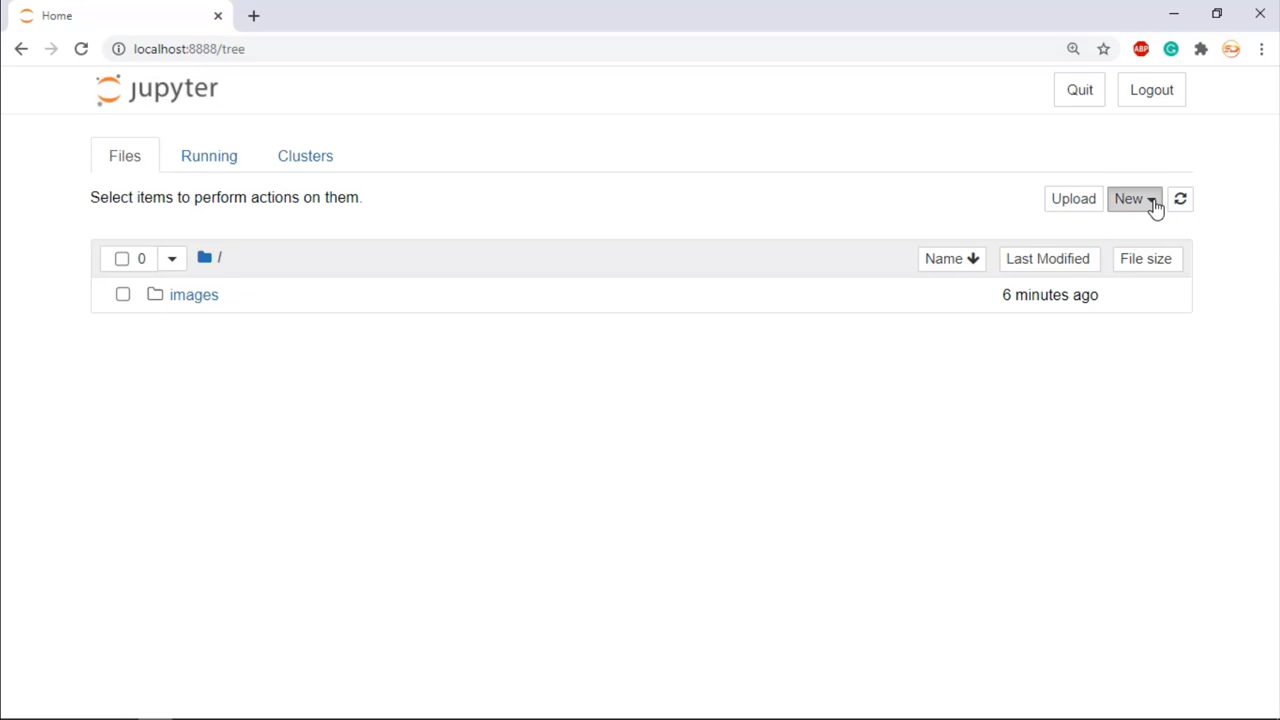 Home
localhost:8888/tree
ABP
jupyter
Quit
Logout
Files
Running
Clusters
Select items to perform actions on them.
Upload
New
0
/
Name
Last Modified
File size
images
6 minutes ago